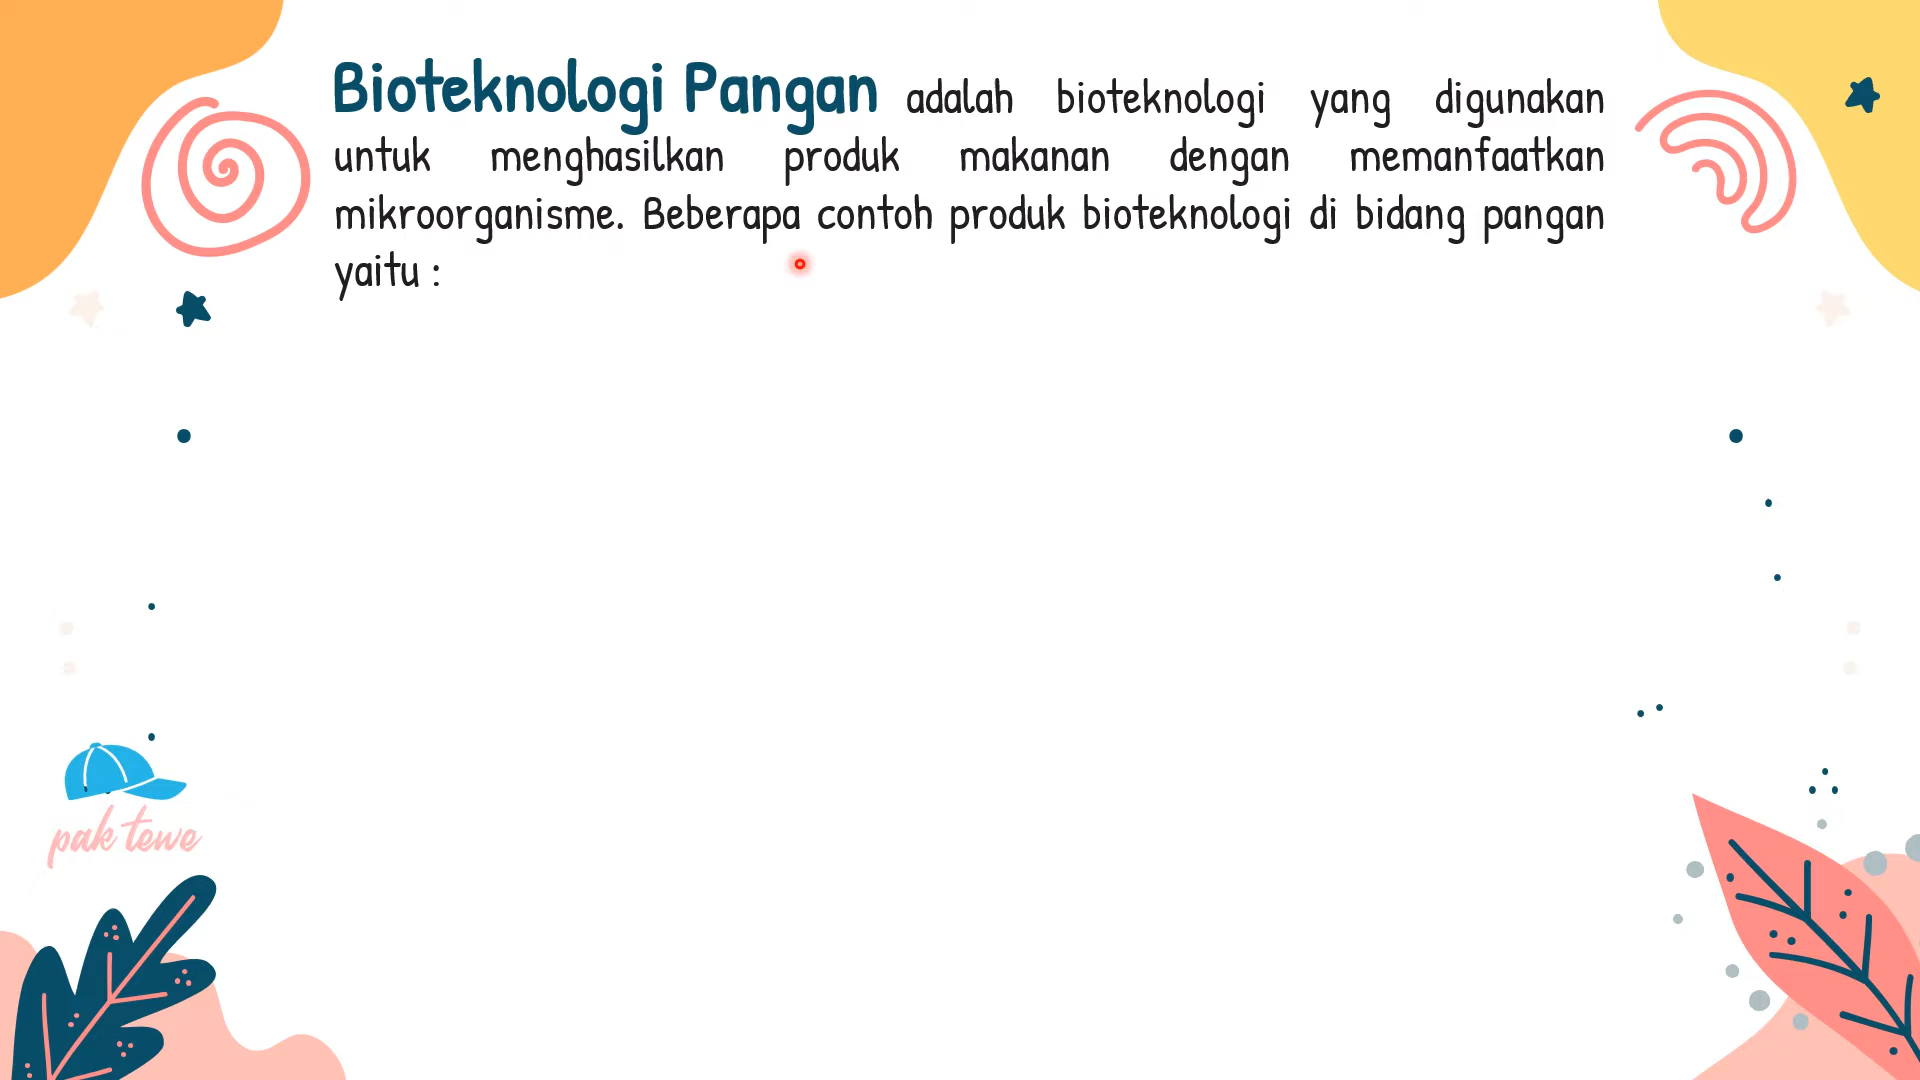 Bioteknologi Pangan adalah bioteknologi yang digunakan
untuk menghasilkan produk makanan dengan memanfaatkan
mikroorganisme. Beberapa contoh produk bioteknologi di bidang pangan
yaitu :
pak tewe